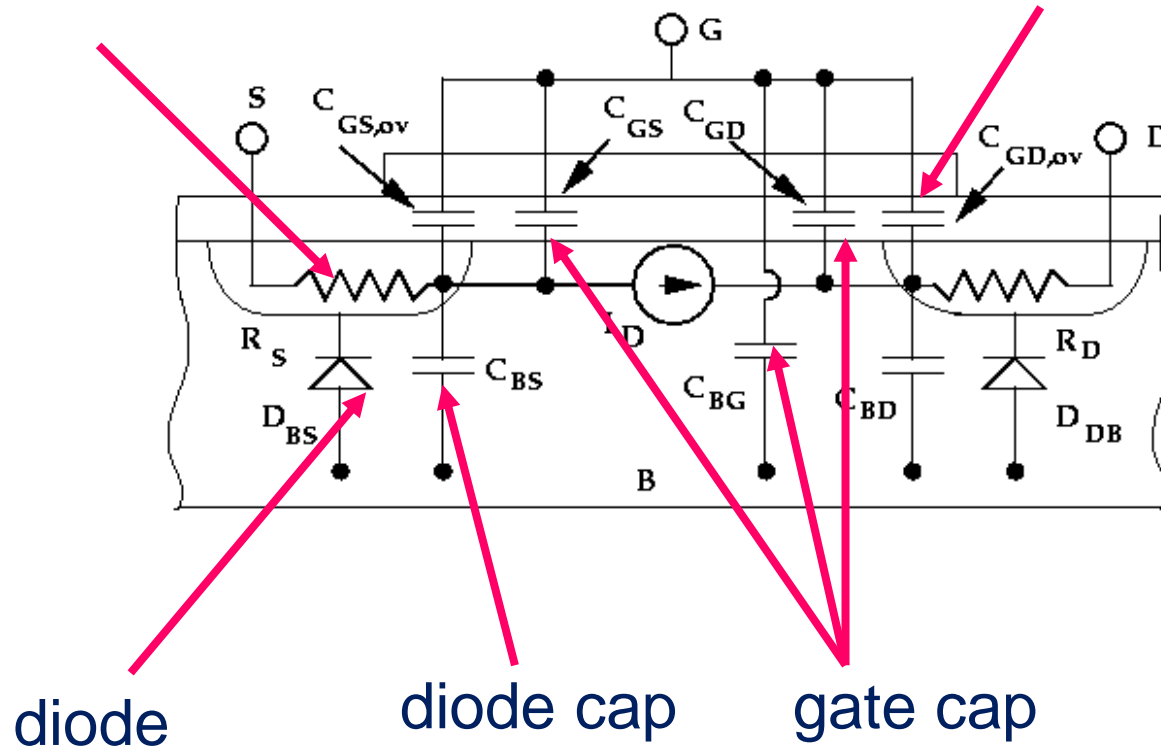 G
S
C GS,ov
C GS
C GD
C GD,ov
D
R S
I D
R D
C BS
C BG
C BD
D BS
D DB
B
diode
diode cap
gate cap